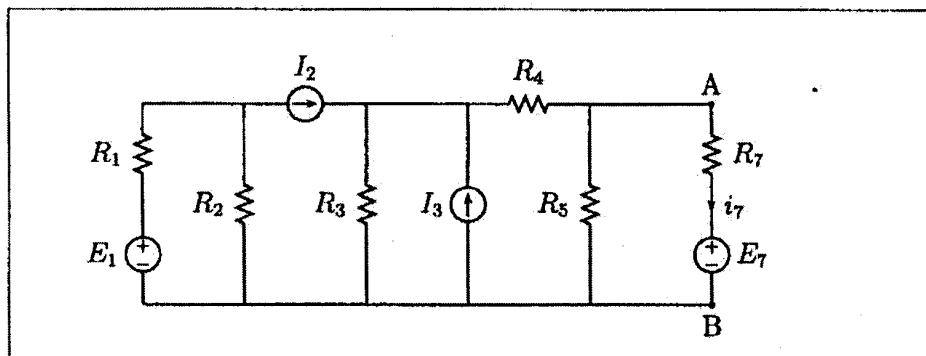 I₂
R₄
A
R₁
R₂
R₃
I₃
R₅
R₇
i₇
E₁
+
−
+
−
E₇
B